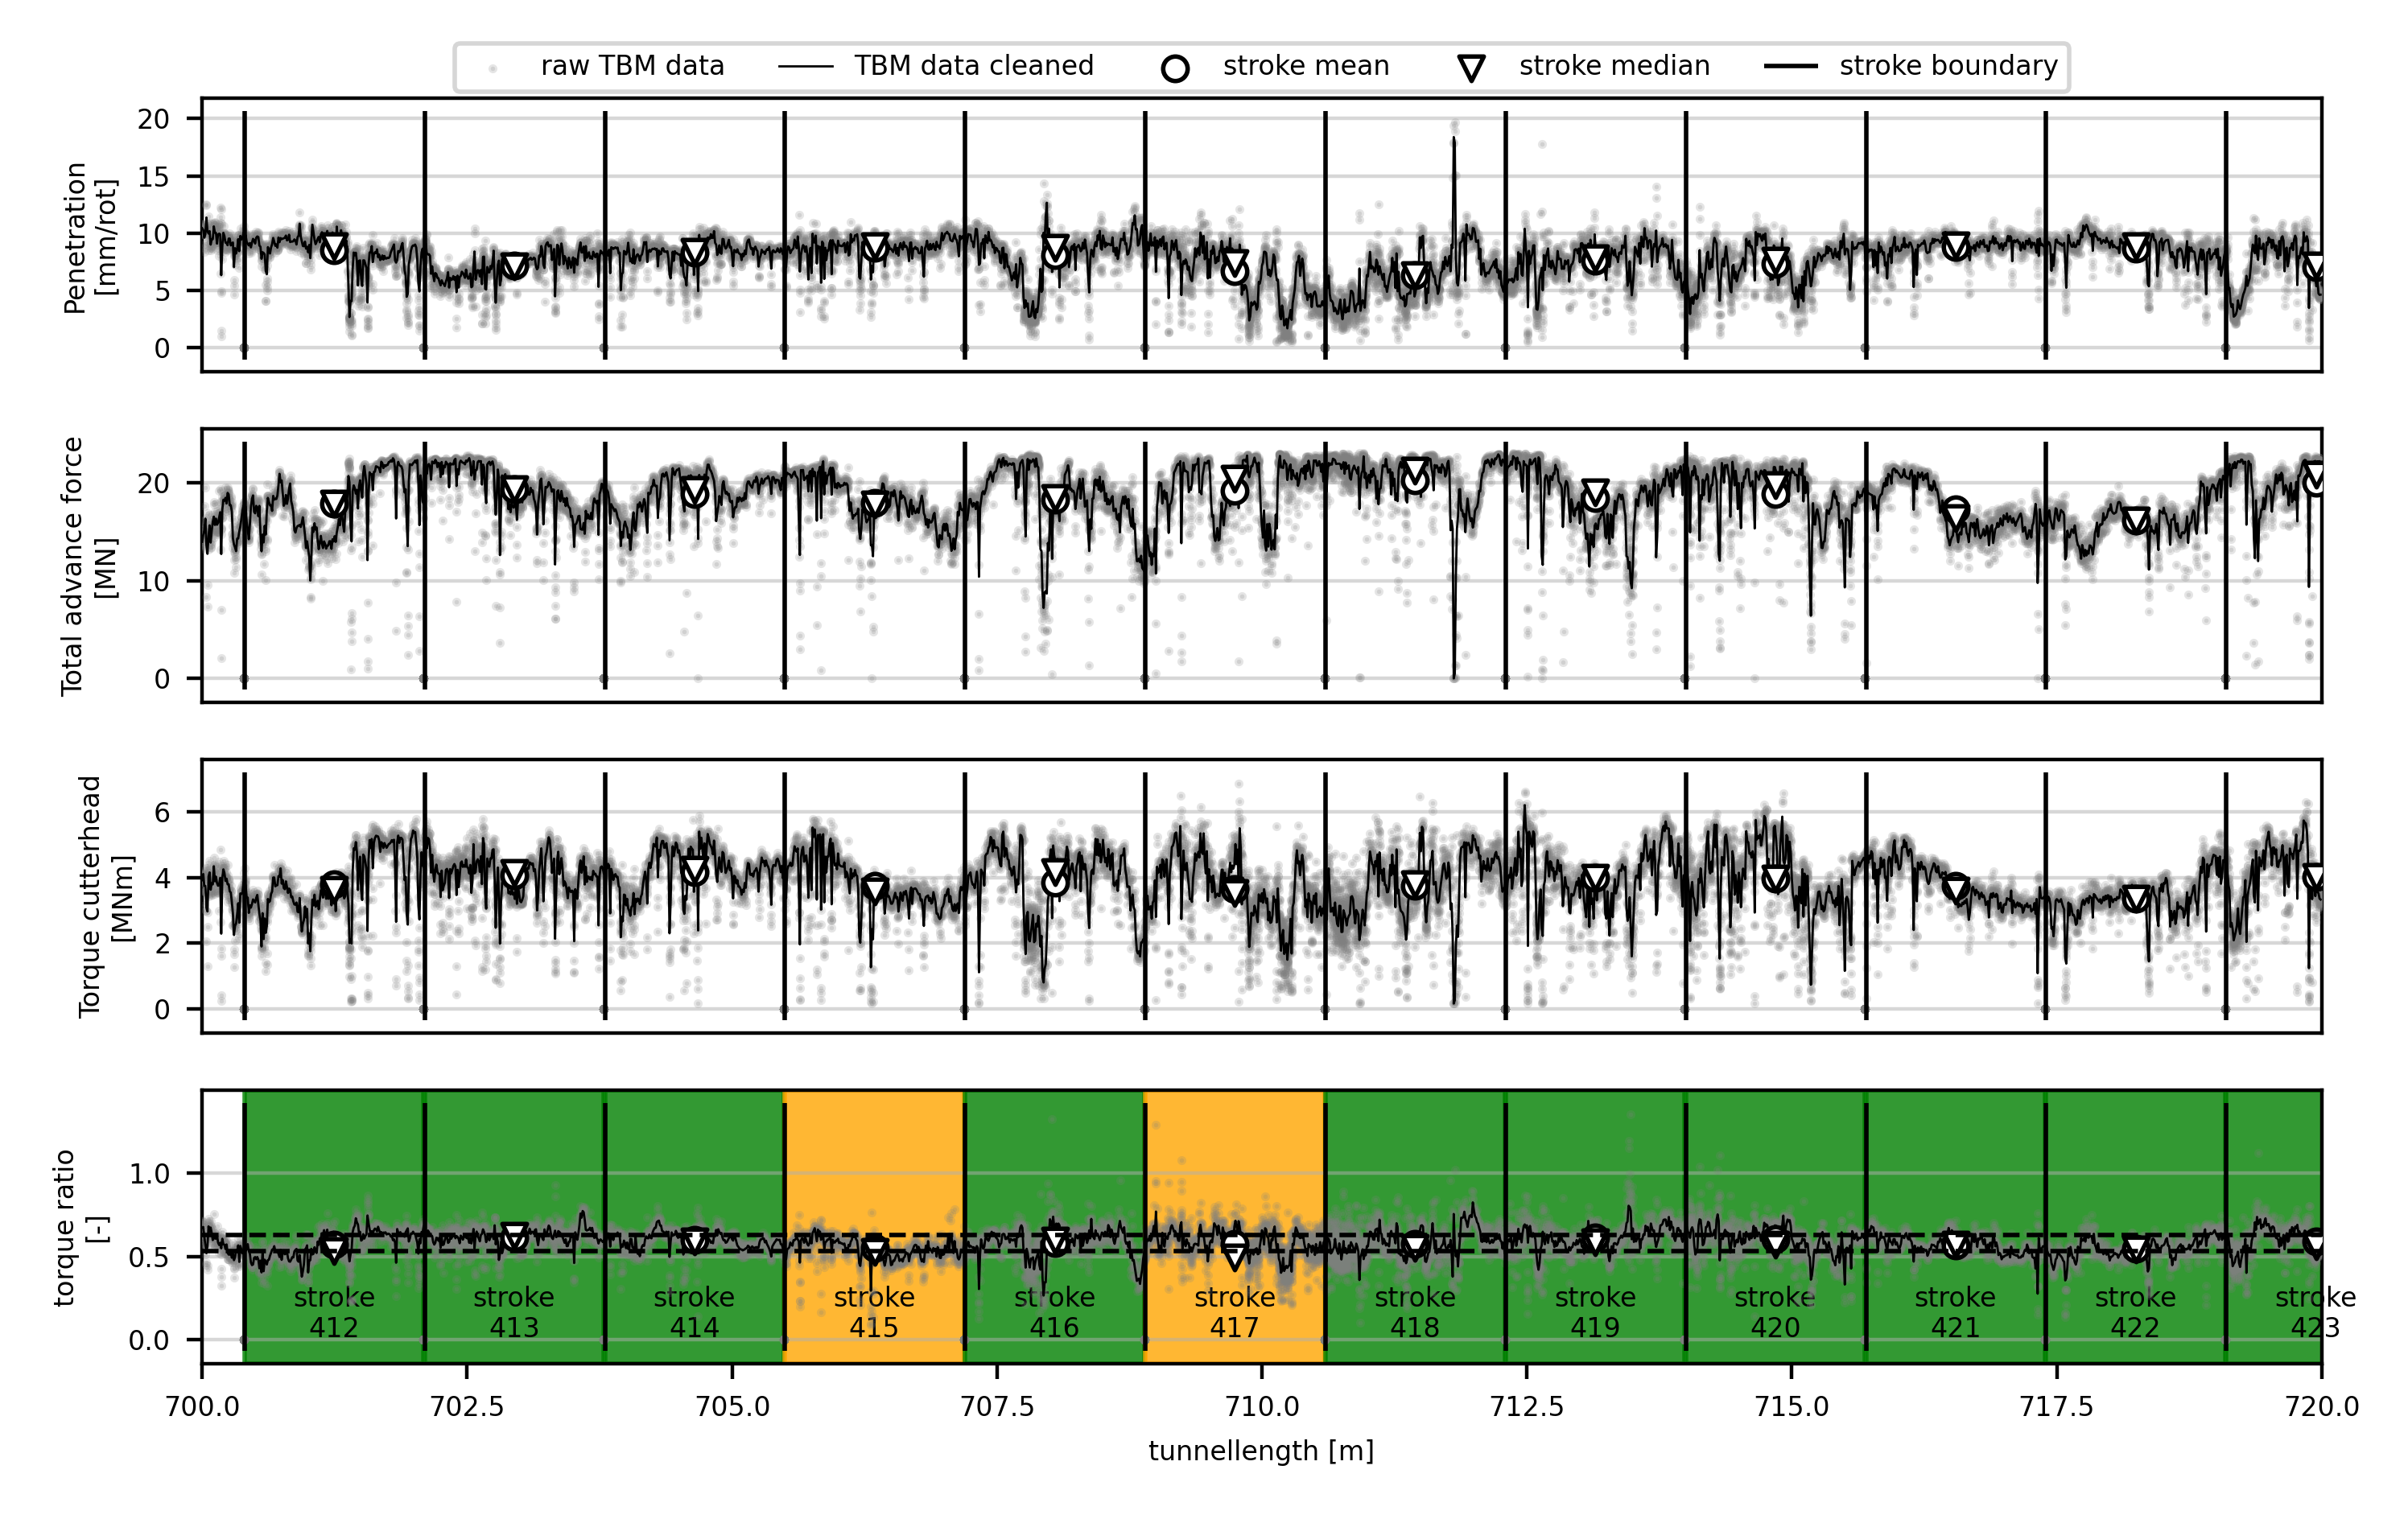 raw TBM data TBM data cleaned stroke mean stroke median stroke boundary
Penetration
[mm/rot]
20
15
10
5
0
Total advance force
[MN]
20
10
0
Torque cutterhead
[MNm]
6
4
2
0
torque ratio
[-]
1.0
0.5
0.0
stroke
412
stroke
413
stroke
414
stroke
415
stroke
416
stroke
417
stroke
418
stroke
419
stroke
420
stroke
421
stroke
422
stroke
423
700.0 702.5 705.0 707.5 710.0 712.5 715.0 717.5 720.0
tunnellength [m]